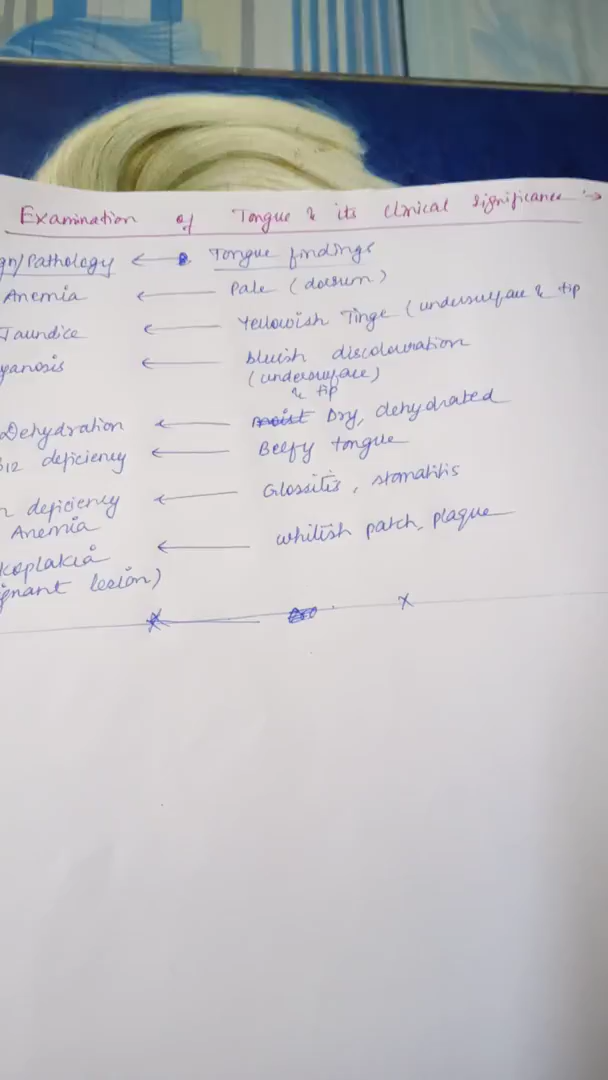 Examination of Tongue & its clinical significance :→
gn/Pathology ← Tongue findings
Anemia ← Pale (dorsum)
Jaundice ← Yellowish Tinge (undersurface & tip
yanosis ← bluish discolouration
(undersurface)
& tip
Dehydration ← moist Dry, dehydrated
B12 deficiency ← Beefy tongue
n deficiency ← Glossitis, stomatitis
Anemia
koplakia ← whitish patch, plaque
gnant lesion)